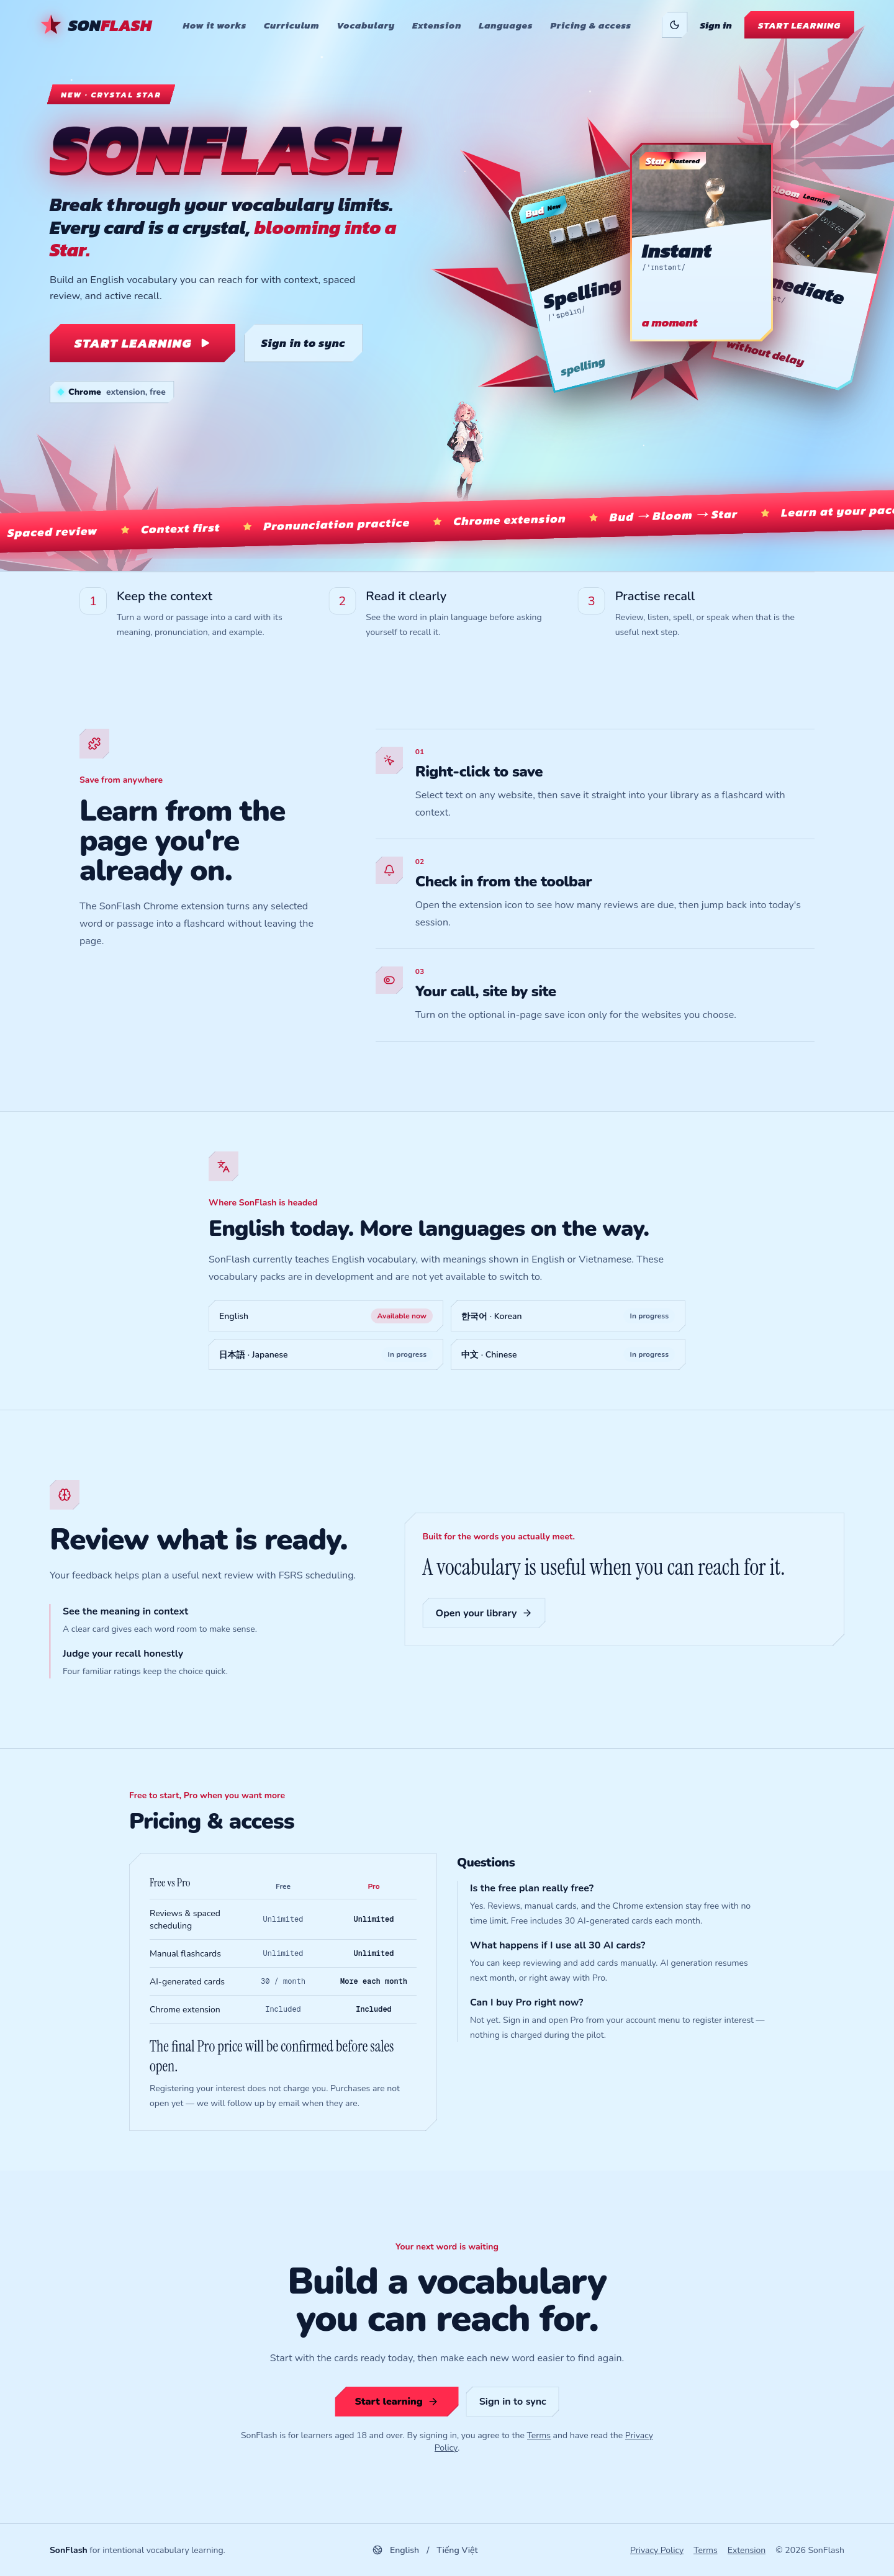 SONFLASH
How it works
Curriculum
Vocabulary
Extension
Languages
Pricing & access
Sign in
START LEARNING
NEW · CRYSTAL STAR
SONFLASH
Break through your vocabulary limits.
Every card is a crystal, blooming into a
Star.
Build an English vocabulary you can reach for with context, spaced
review, and active recall.
START LEARNING
Sign in to sync
Chrome extension, free
Bud New
Spelling
/ˈspelɪŋ/
spelling
Star Mastered
Instant
/ˈɪnstənt/
a moment
Learning
without delay
Spaced review
Context first
Pronunciation practice
Chrome extension
Bud → Bloom → Star
Learn at your pac
1
Keep the context
Turn a word or passage into a card with its
meaning, pronunciation, and example.
2
Read it clearly
See the word in plain language before asking
yourself to recall it.
3
Practise recall
Review, listen, spell, or speak when that is the
useful next step.
Save from anywhere
Learn from the
page you're
already on.
The SonFlash Chrome extension turns any selected
word or passage into a flashcard without leaving the
page.
01
Right-click to save
Select text on any website, then save it straight into your library as a flashcard with
context.
02
Check in from the toolbar
Open the extension icon to see how many reviews are due, then jump back into today's
session.
03
Your call, site by site
Turn on the optional in-page save icon only for the websites you choose.
Where SonFlash is headed
English today. More languages on the way.
SonFlash currently teaches English vocabulary, with meanings shown in English or Vietnamese. These
vocabulary packs are in development and are not yet available to switch to.
English Available now
한국어 · Korean In progress
日本語 · Japanese In progress
中文 · Chinese In progress
Review what is ready.
Your feedback helps plan a useful next review with FSRS scheduling.
See the meaning in context
A clear card gives each word room to make sense.
Judge your recall honestly
Four familiar ratings keep the choice quick.
Built for the words you actually meet.
A vocabulary is useful when you can reach for it.
Open your library
Free to start, Pro when you want more
Pricing & access
Free vs Pro Free Pro
Reviews & spaced
scheduling Unlimited Unlimited
Manual flashcards Unlimited Unlimited
AI-generated cards 30 / month More each month
Chrome extension Included Included
The final Pro price will be confirmed before sales
open.
Registering your interest does not charge you. Purchases are not
open yet — we will follow up by email when they are.
Questions
Is the free plan really free?
Yes. Reviews, manual cards, and the Chrome extension stay free with no
time limit. Free includes 30 AI-generated cards each month.
What happens if I use all 30 AI cards?
You can keep reviewing and add cards manually. AI generation resumes
next month, or right away with Pro.
Can I buy Pro right now?
Not yet. Sign in and open Pro from your account menu to register interest —
nothing is charged during the pilot.
Your next word is waiting
Build a vocabulary
you can reach for.
Start with the cards ready today, then make each new word easier to find again.
Start learning
Sign in to sync
SonFlash is for learners aged 18 and over. By signing in, you agree to the Terms and have read the Privacy
Policy.
SonFlash for intentional vocabulary learning.
English / Tiếng Việt
Privacy Policy
Terms
Extension
© 2026 SonFlash